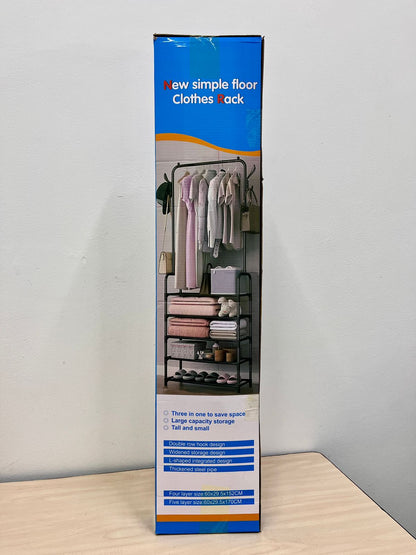 New simple floor
Clothes Rack
Three in one to save space
Large capacity storage
Tall and small
Double row hook design
Widened storage design
L-shaped integrated design
Thickened steel pipe
Four layer size:60x29.5x152CM
Five layer size:60x29.5x170CM